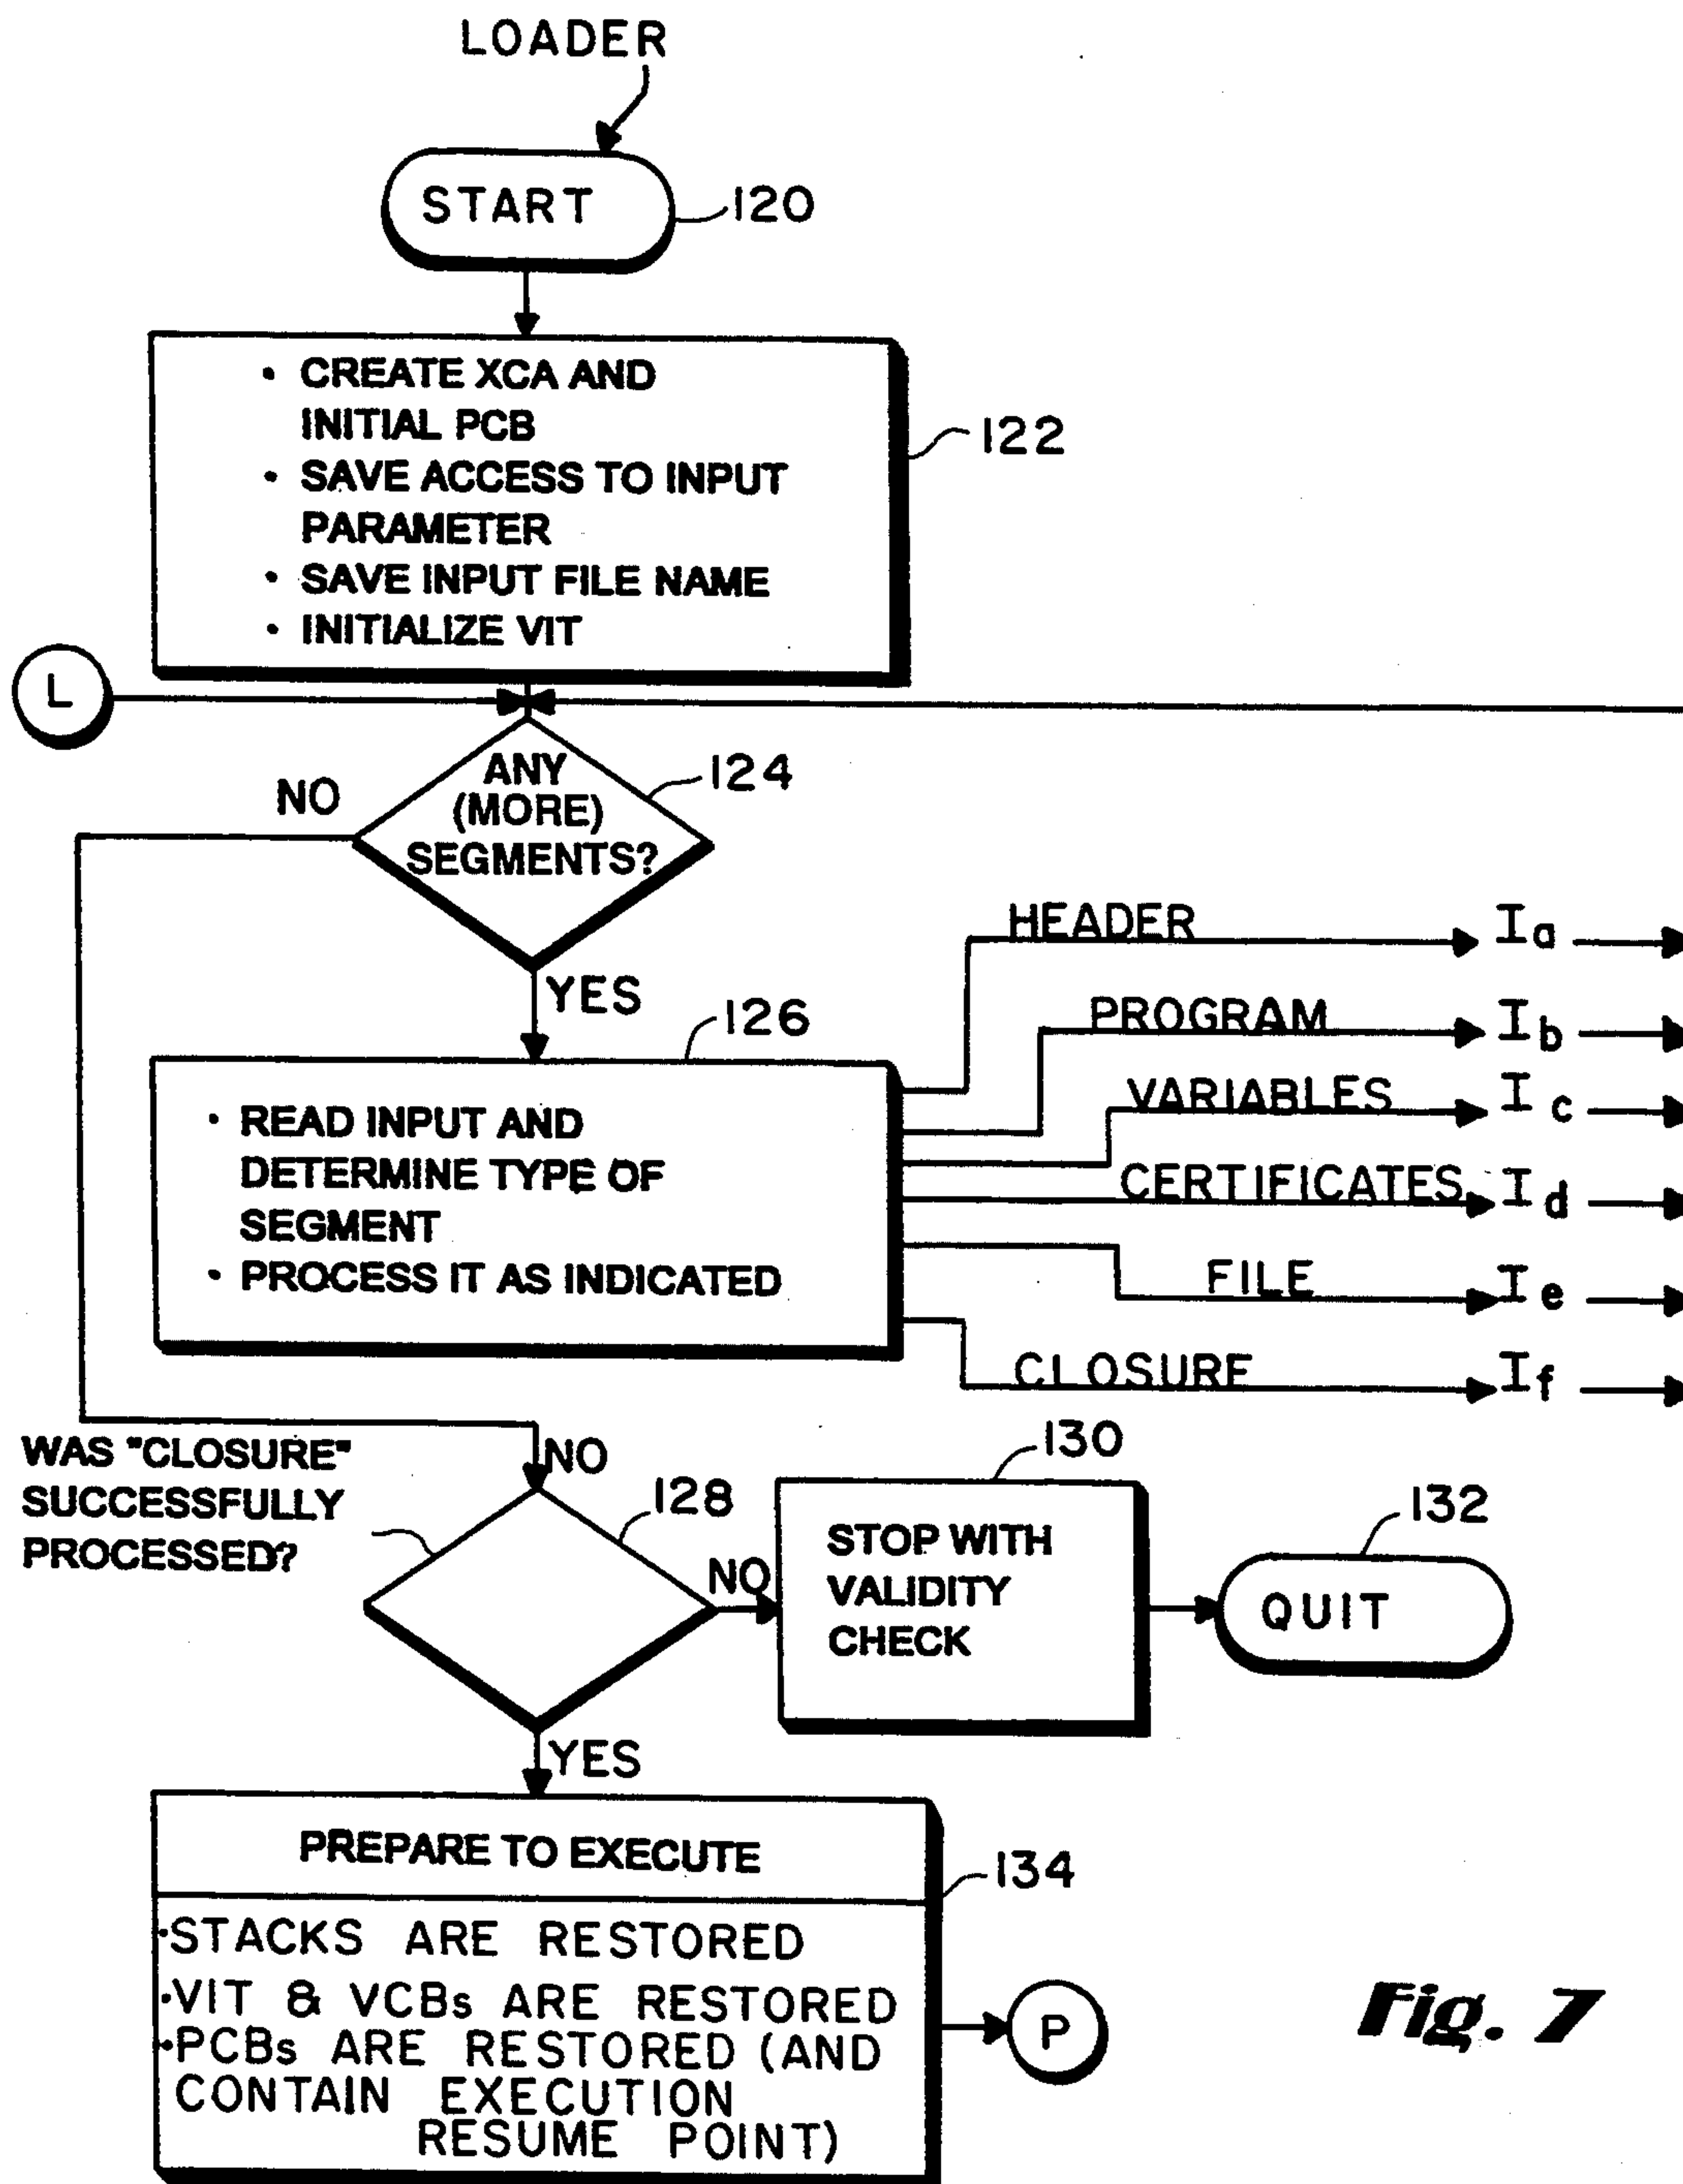 LOADER
START
120
• CREATE XCA AND
INITIAL PCB
• SAVE ACCESS TO INPUT
PARAMETER
• SAVE INPUT FILE NAME
• INITIALIZE VIT
122
L
ANY
(MORE)
SEGMENTS?
124
NO
YES
126
• READ INPUT AND
DETERMINE TYPE OF
SEGMENT
• PROCESS IT AS INDICATED
HEADER Ia
PROGRAM Ib
VARIABLES Ic
CERTIFICATES Id
FILE Ie
CLOSURE If
WAS "CLOSURE"
SUCCESSFULLY
PROCESSED?
NO
128
NO
130
STOP WITH
VALIDITY
CHECK
132
QUIT
YES
PREPARE TO EXECUTE
134
•STACKS ARE RESTORED
•VIT & VCBs ARE RESTORED
•PCBs ARE RESTORED (AND
CONTAIN EXECUTION
RESUME POINT)
P
Fig. 7